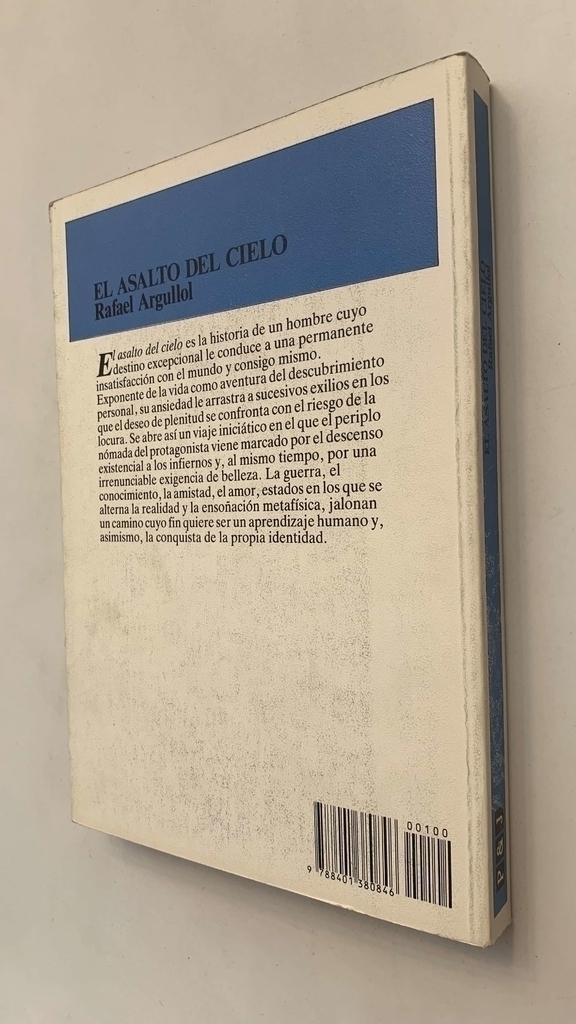 EL ASALTO DEL CIELO
Rafael Argullol
El asalto del cielo es la historia de un hombre cuyo
destino excepcional le conduce a una permanente
insatisfacción con el mundo y consigo mismo.
Exponente de la vida como aventura del descubrimiento
personal, su ansiedad le arrastra a sucesivos exilios en los
que el deseo de plenitud se confronta con el riesgo de la
locura. Se abre así un viaje iniciático en el que el periplo
nómada del protagonista viene marcado por el descenso
existencial a los infiernos y, al mismo tiempo, por una
irrenunciable exigencia de belleza. La guerra, el
conocimiento, la amistad, el amor, estados en los que se
alterna la realidad y la ensoñación metafísica, jalonan
un camino cuyo fin quiere ser un aprendizaje humano y,
asimismo, la conquista de la propia identidad.
00100
9 788401 380846
EL ASALTO DEL CIELO
Rafael Argullol
P & J